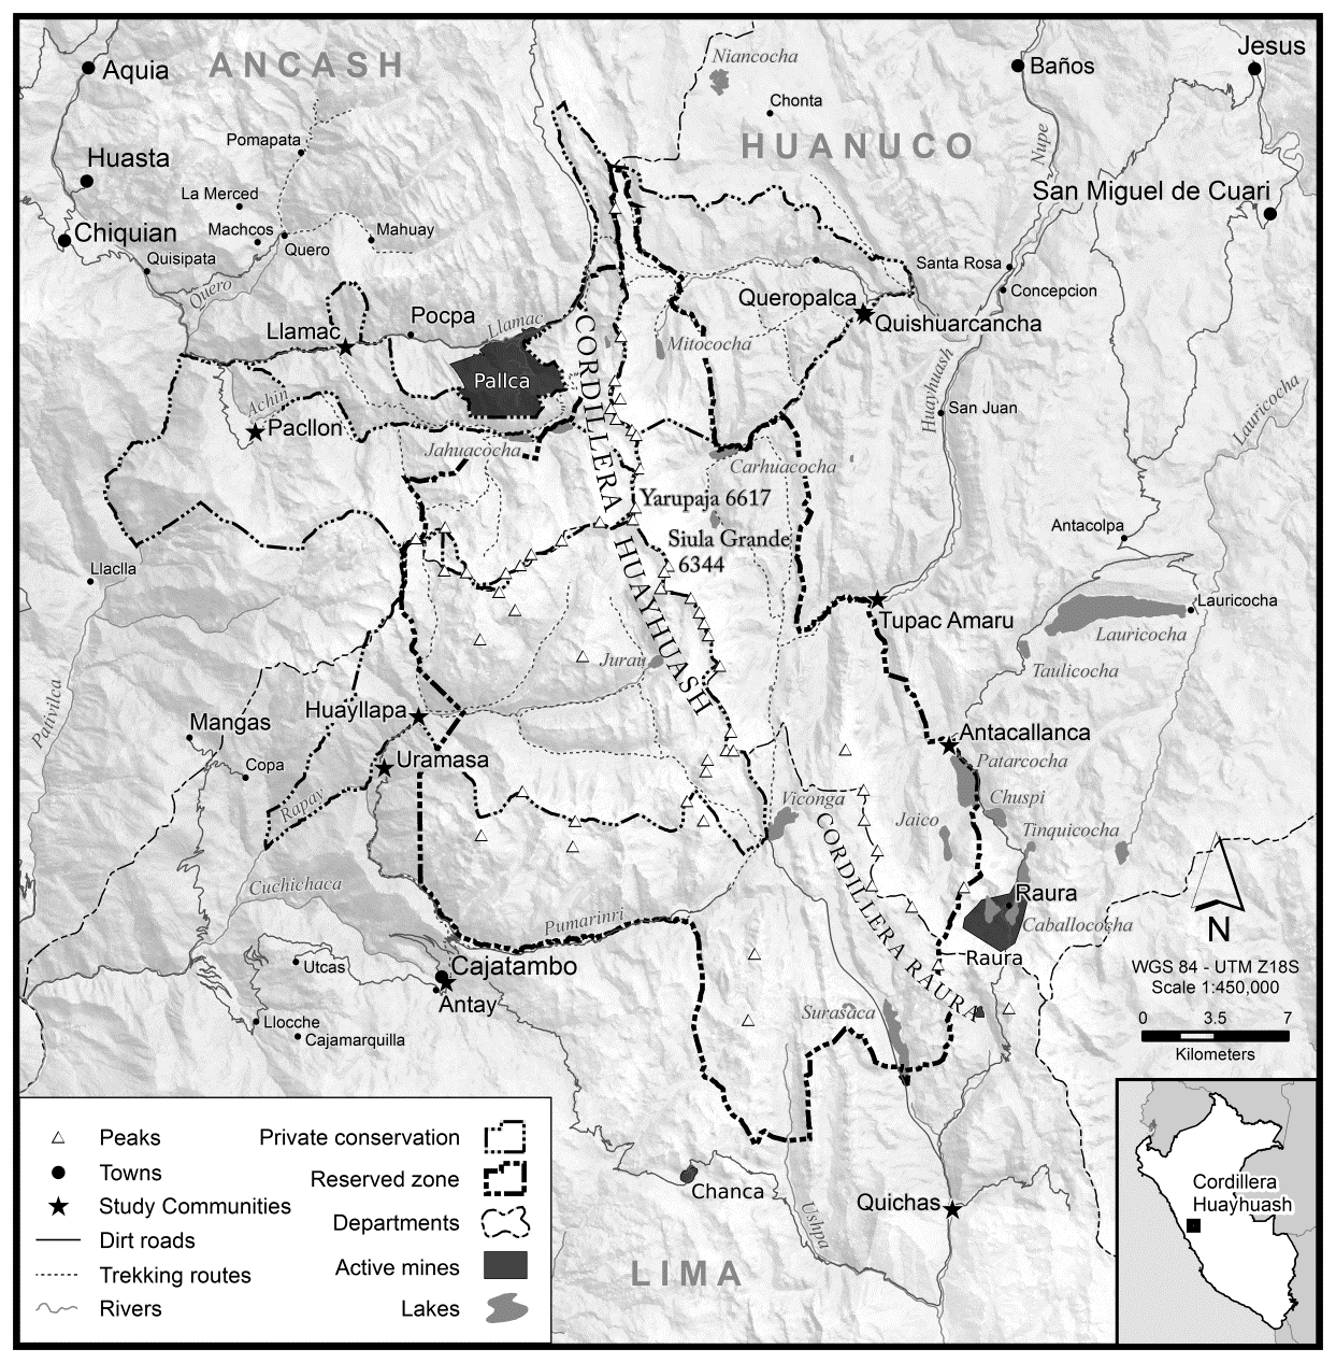 Jesus
Niancocha
ANCASH
Aquia
Baños
Chonta
Pomapata
HUANUCO
Nupe
Huasta
La Merced
San Miguel de Cuari
Machcos
Mahuay
Chiquian
Quero
Quisipata
Santa Rosa
Quero
Concepcion
Queropalca
Pocpa
Llamac
Llamac
Quishuarcancha
Mitococha
Pallca
Huayhuash
Achin
San Juan
Lauricocha
Pacllon
Jahuacocha
Carhuacocha
CORDILLERA HUAYHUASH
Yarupaja 6617
Siula Grande
6344
Antacolpa
Llaclla
Lauricocha
Tupac Amaru
Lauricocha
Jurau
Taulicocha
Pativilca
Huayllapa
Mangas
Antacallanca
Uramasa
Copa
Patarcocha
Rapay
Viconga
Chuspi
Jaico
Tinquicocha
CORDILLERA RAURA
Cuchichaca
Raura
Pumarinri
Caballococha
N
Raura
Utcas
Cajatambo
WGS 84 - UTM Z18S
Scale 1:450,000
Antay
Surasaca
0 3.5 7
Kilometers
Llocche
Cajamarquilla
Chanca
Quichas
Ushpa
LIMA
Peaks
Towns
Study Communities
Dirt roads
Trekking routes
Rivers
Private conservation
Reserved zone
Departments
Active mines
Lakes
Cordillera
Huayhuash